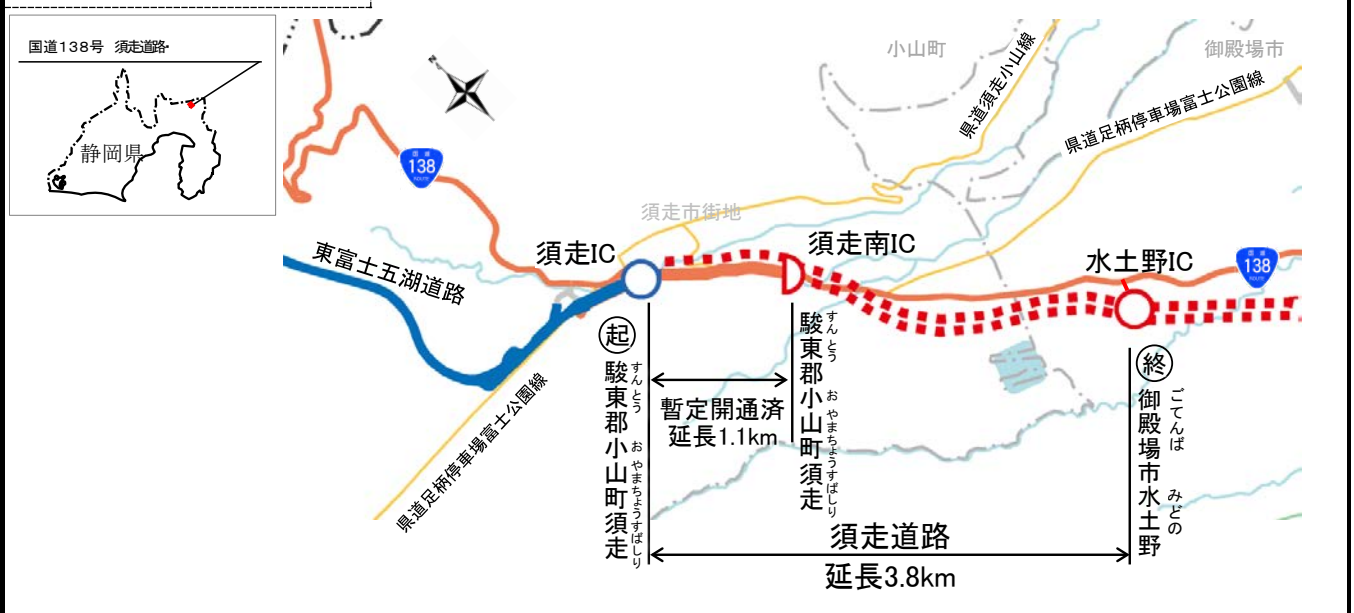 国道138号 須走道路
静岡県
小山町
御殿場市
県道須走小山線
県道足柄停車場富士公園線
N
国道
138
ROUTE
須走市街地
須走IC
須走南IC
水土野IC
国道
138
ROUTE
東富士五湖道路
県道足柄停車場富士公園線
起
駿東郡小山町須走
すんとう おやまちょうすばしり
暫定開通済
延長1.1km
駿東郡小山町須走
すんとう おやまちょうすばしり
終
御殿場市水土野
ごてんば みどの
須走道路
延長3.8km